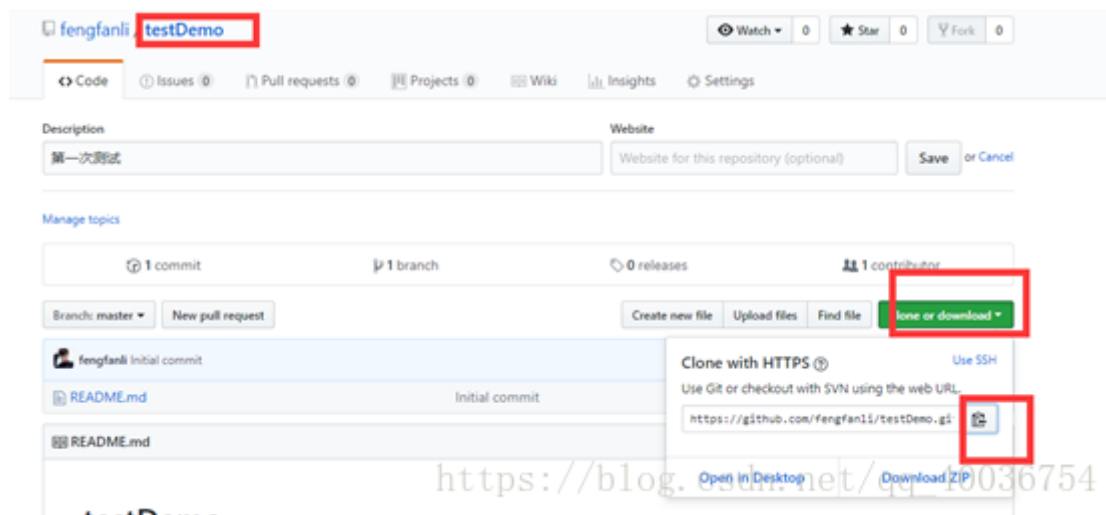 fengfanli / testDemo
Watch 0 Star 0 Fork 0
Code Issues 0 Pull requests 0 Projects 0 Wiki Insights Settings
Description Website
第一次测试 Website for this repository (optional) Save or Cancel
Manage topics
1 commit 1 branch 0 releases 1 contributor
Branch: master New pull request Create new file Upload files Find file lone or download
fengfanli Initial commit
README.md Initial commit
README.md
Clone with HTTPS ? Use SSH
Use Git or checkout with SVN using the web URL.
https://github.com/fengfanli/testDemo.gi
Open in Desktop Download ZIP
https://blog.csdn.net/qq_40036754
testDemo